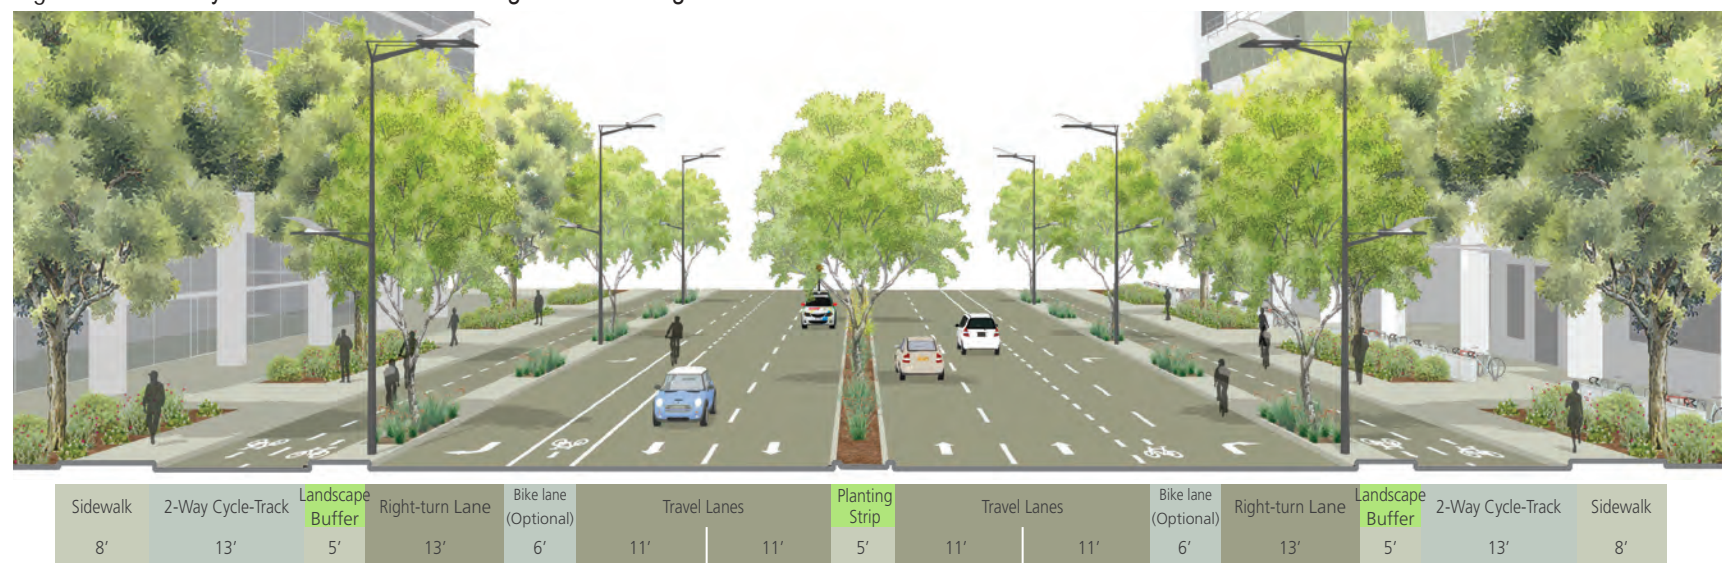 Sidewalk
2-Way Cycle-Track
Landscape
Buffer
Right-turn Lane
Bike lane
(Optional)
Travel Lanes
Planting
Strip
Travel Lanes
Bike lane
(Optional)
Right-turn Lane
Landscape
Buffer
2-Way Cycle-Track
Sidewalk
8’ 13’ 5’ 13’ 6’ 11’ 11’ 5’ 11’ 11’ 6’ 13’ 5’ 13’ 8’